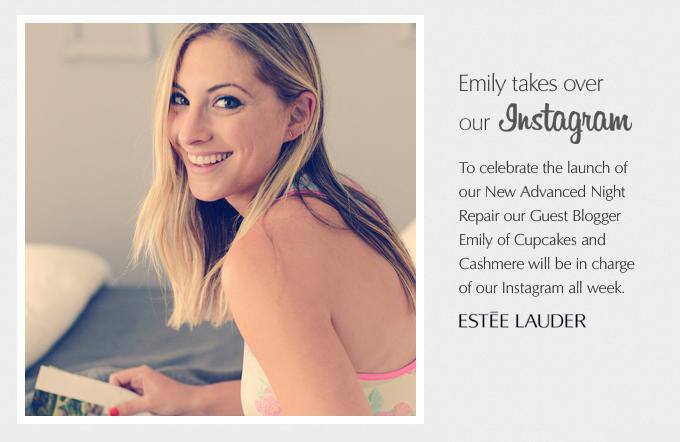 Emily takes over
our Instagram
To celebrate the launch of
our New Advanced Night
Repair our Guest Blogger
Emily of Cupcakes and
Cashmere will be in charge
of our Instagram all week.
ESTĒE LAUDER